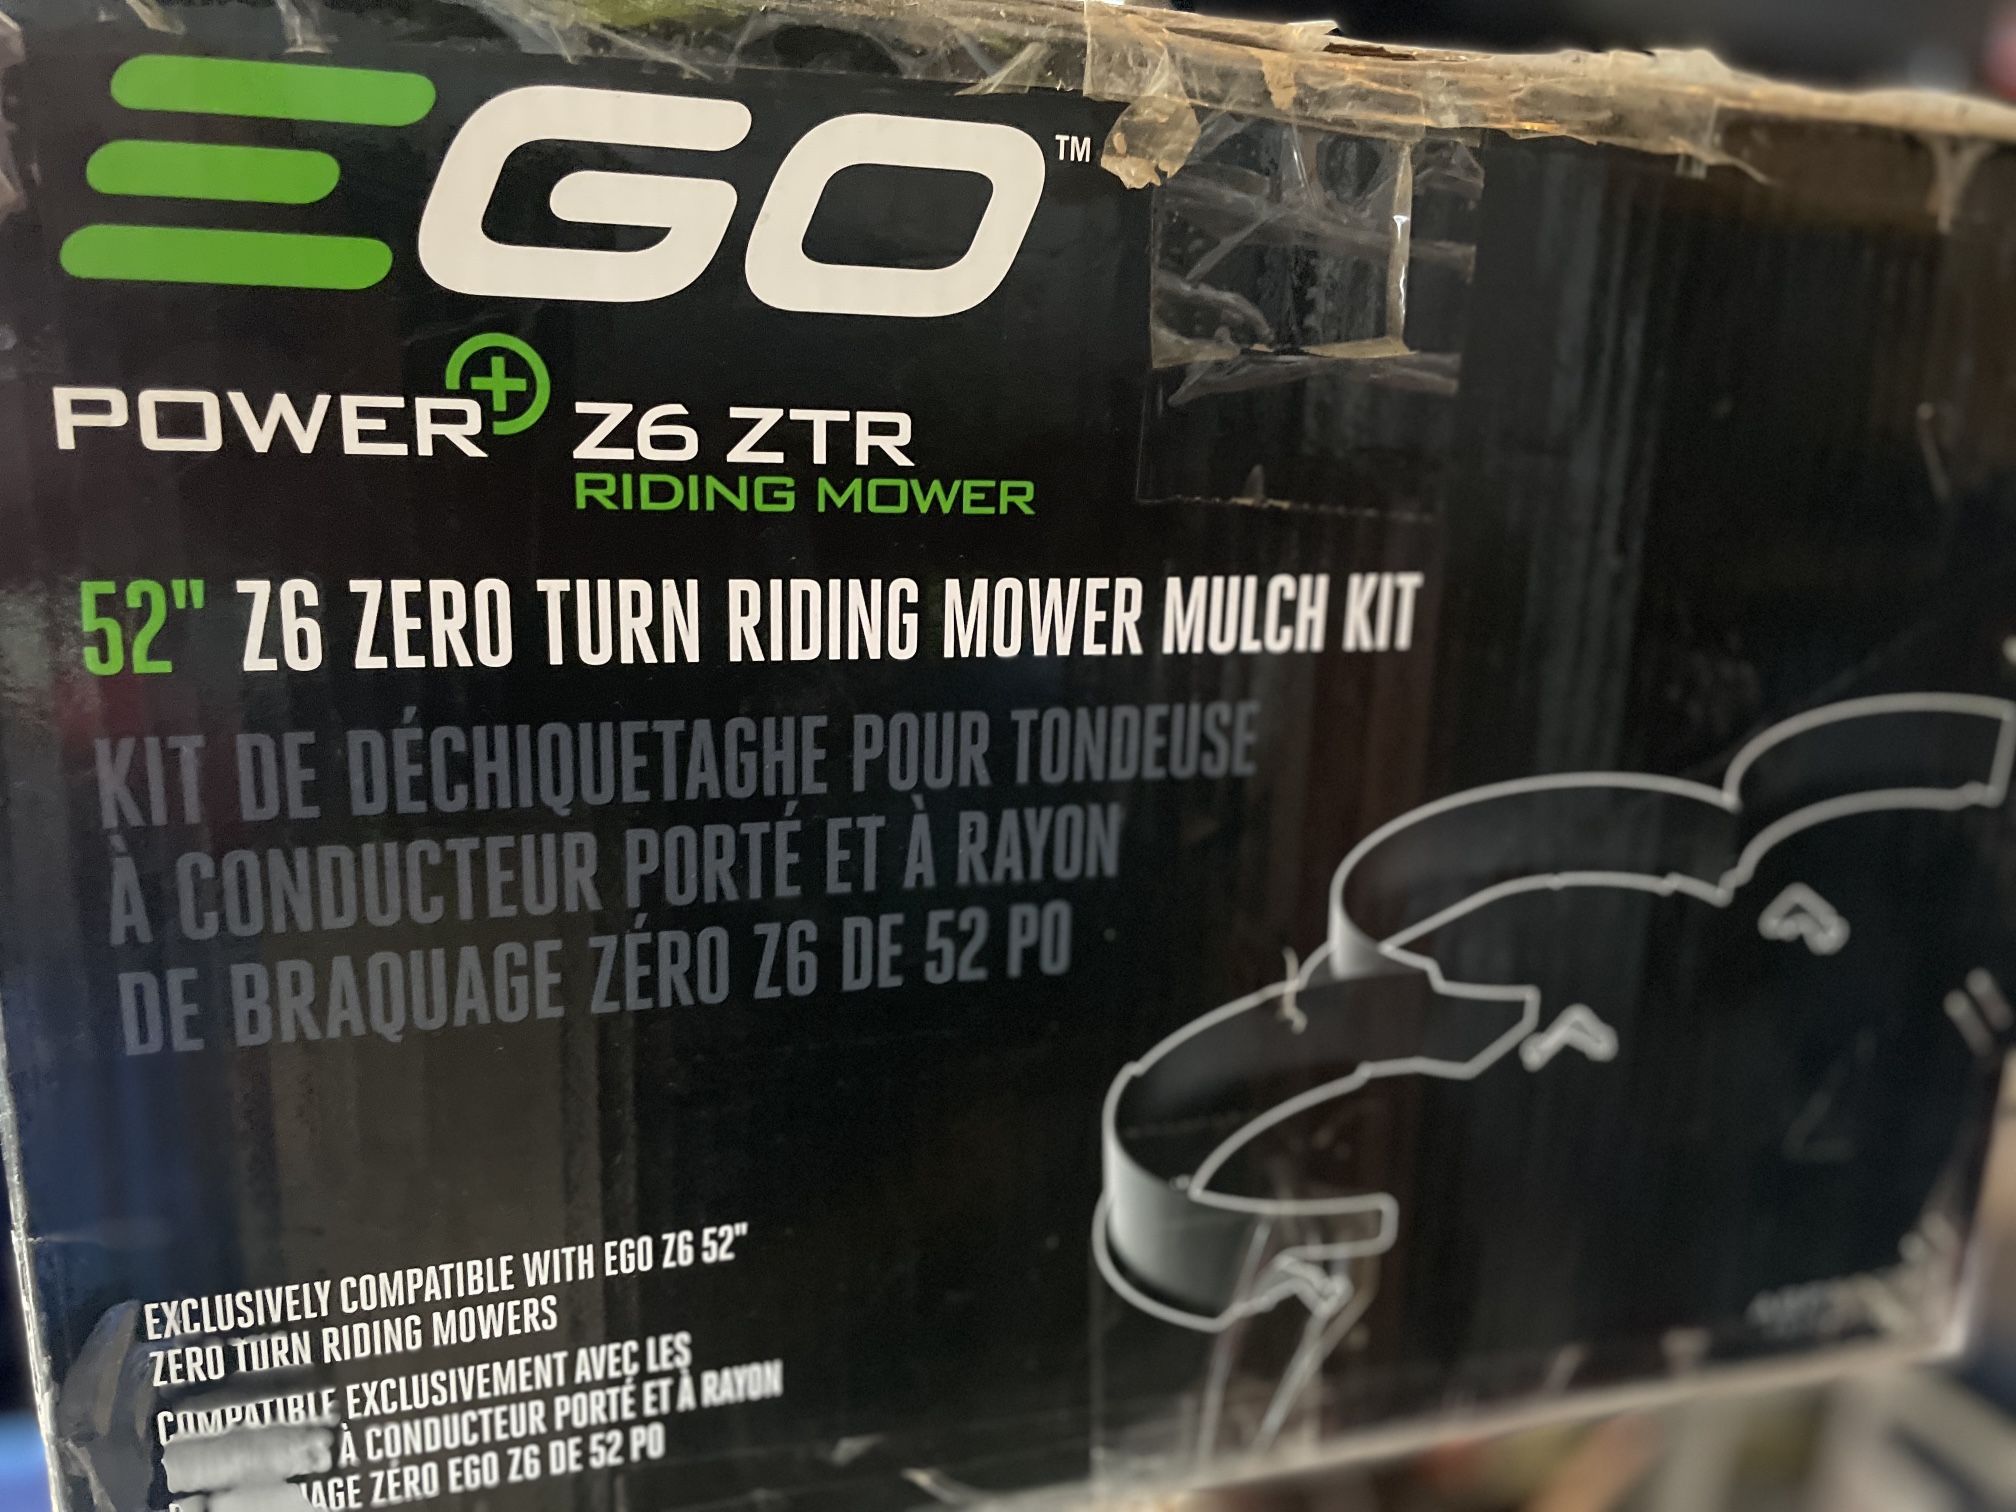 EGO™
POWER+ Z6 ZTR
RIDING MOWER
52" Z6 ZERO TURN RIDING MOWER MULCH KIT
KIT DE DÉCHIQUETAGHE POUR TONDEUSE
À CONDUCTEUR PORTÉ ET À RAYON
DE BRAQUAGE ZÉRO Z6 DE 52 PO
EXCLUSIVELY COMPATIBLE WITH EGO Z6 52"
ZERO TURN RIDING MOWERS
COMPATIBLE EXCLUSIVEMENT AVEC LES
À CONDUCTEUR PORTÉ ET À RAYON
ZÉRO EGO Z6 DE 52 PO